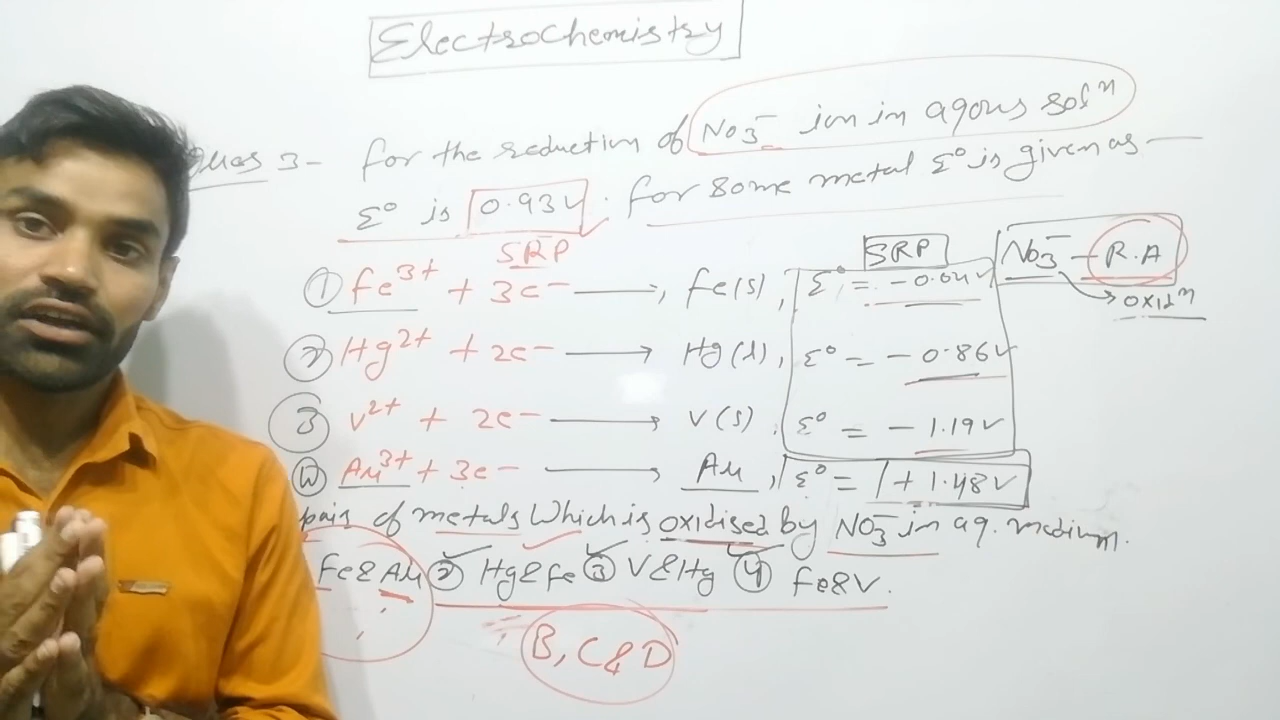 Electrochemistry
Ques 3- for the reduction of NO3⁻ ion in aqous solⁿ
Ɛ° is 0.93V. for some metal Ɛ° is given as -
SRP
SRP
NO3⁻ - R.A
oxidⁿ
① Fe³⁺ + 3e⁻ → Fe(s), Ɛ° = -0.04V
② Hg²⁺ + 2e⁻ → Hg(l), Ɛ° = -0.86V
③ V²⁺ + 2e⁻ → V(s), Ɛ° = -1.19V
④ Au³⁺ + 3e⁻ → Au, Ɛ° = +1.48V
pair of metals which is oxidised by NO3⁻ in aq. medium.
Fe & Au ② Hg & Fe ③ V & Hg ④ Fe & V.
B, C & D